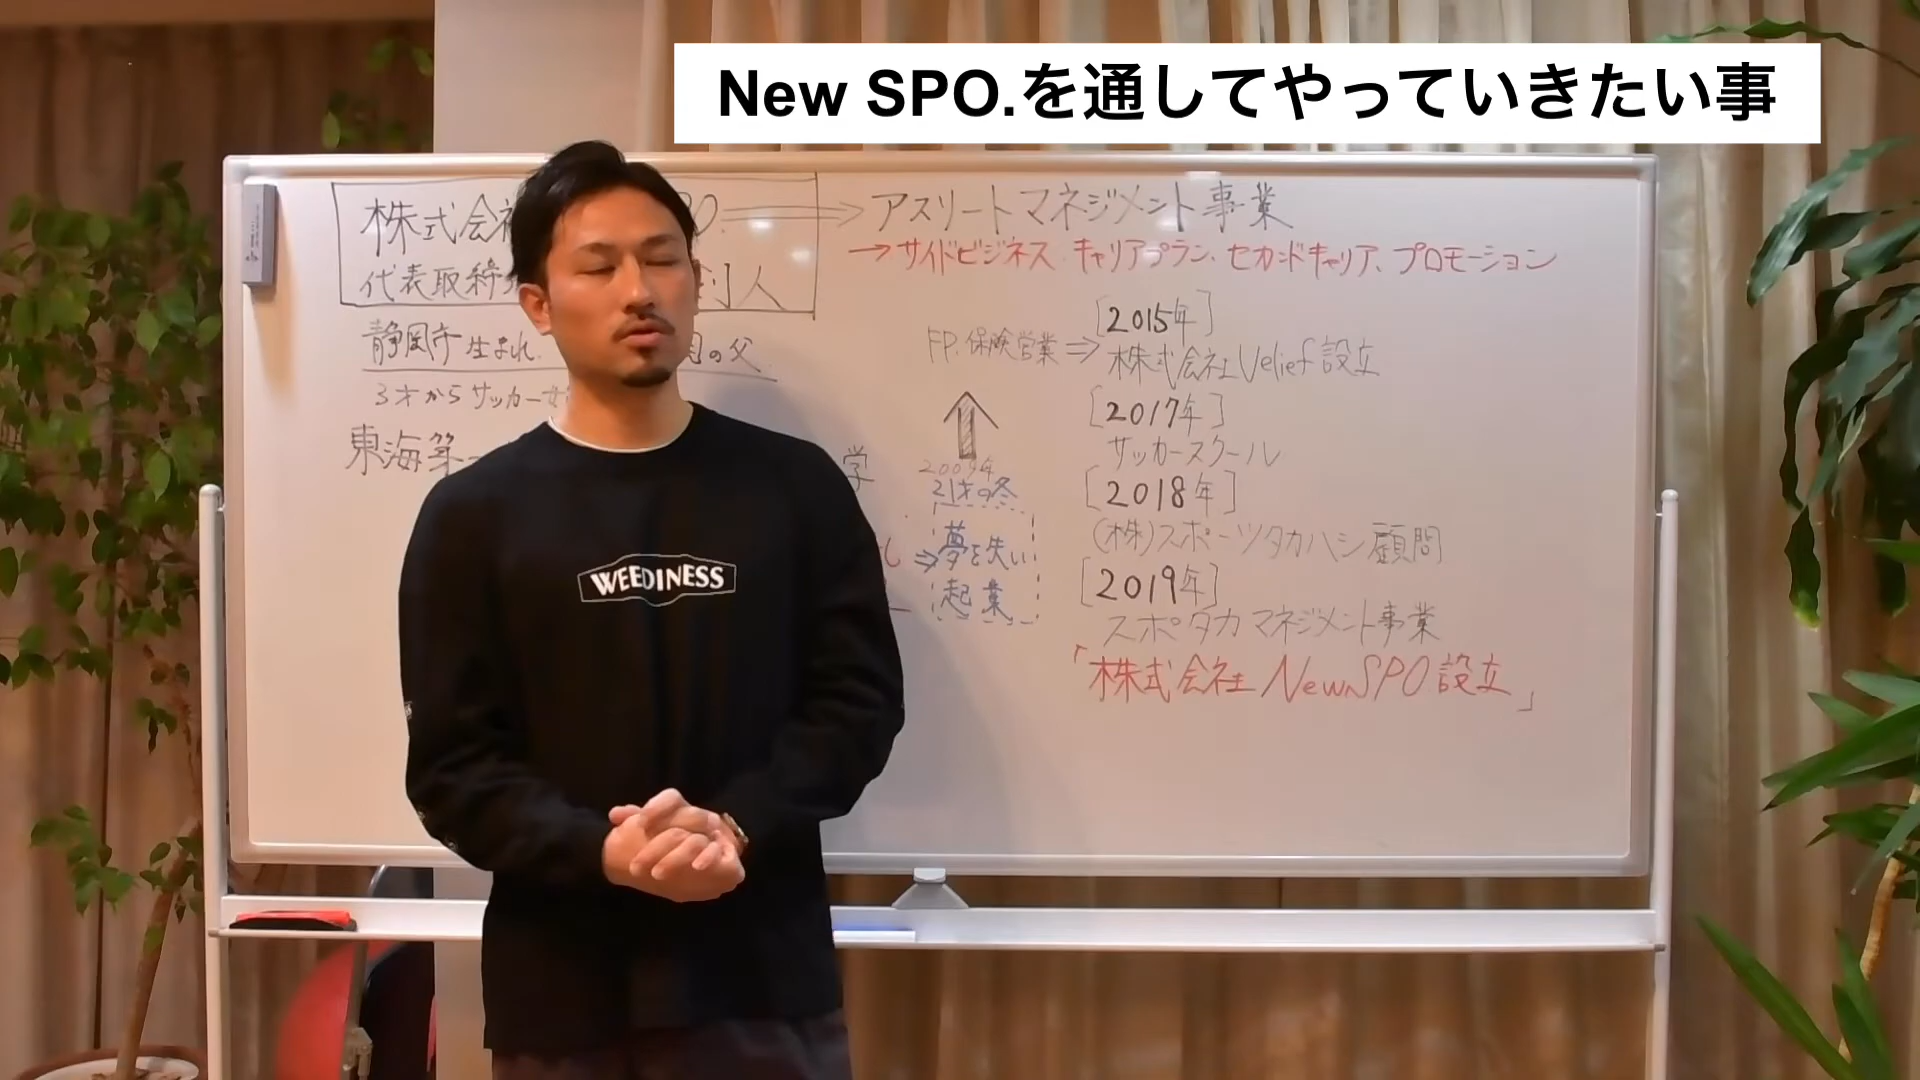 New SPO.を通してやっていきたい事
株式会社 PO. ⇒ アスリートマネジメント事業
代表取締 人
→サイドビジネス.キャリアプラン、セカンドキャリア、プロモーション
静岡市生まれ. の父
3才からサッカー
東海第一 学
FP.保険営業⇒
[2015年]
株式会社Velief設立
[2017年]
サッカースクール
[2018年]
(株)スポーツタカハシ顧問
[2019年]
スポタカマネジメント事業
「株式会社NewSPO設立」
2009年
21才の冬
⇒夢を失い
起業
WEEDINESS